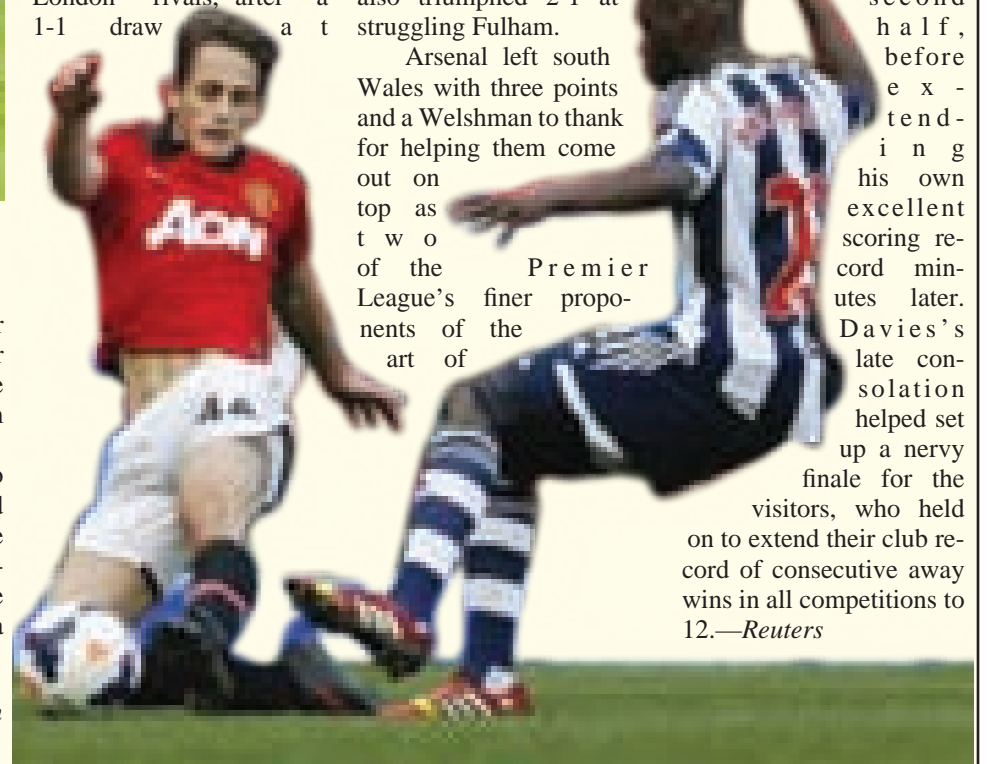 London rivals, after a
1-1 draw a t
also triumphed 2-1 at
struggling Fulham.
Arsenal left south
Wales with three points
and a Welshman to thank
for helping them come
out on
top as
t w o
of the Premier
League's finer propo-
nents of the
art of
second
half,
before
e x -
tend-
i n g
his own
excellent
scoring re-
cord min-
utes later.
Davies's
late con-
solation
helped set
up a nervy
finale for the
visitors, who held
on to extend their club re-
cord of consecutive away
wins in all competitions to
12.—Reuters
AON